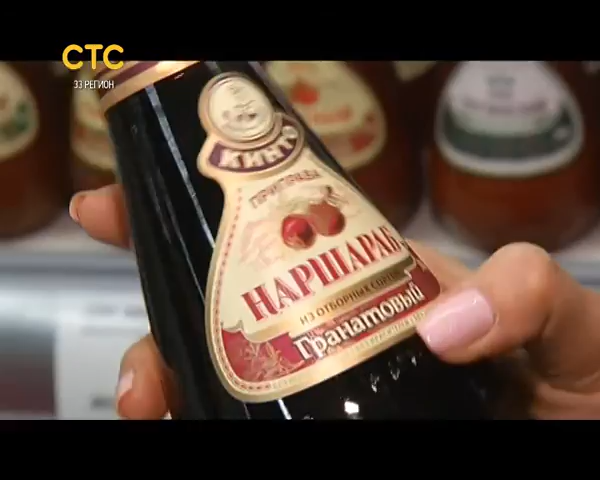 СТС
33 РЕГИОН
КИНТО
ПРИПРАВА
НАРШАРАБ
ИЗ ОТБОРНЫХ СОРТОВ
Гранатовый